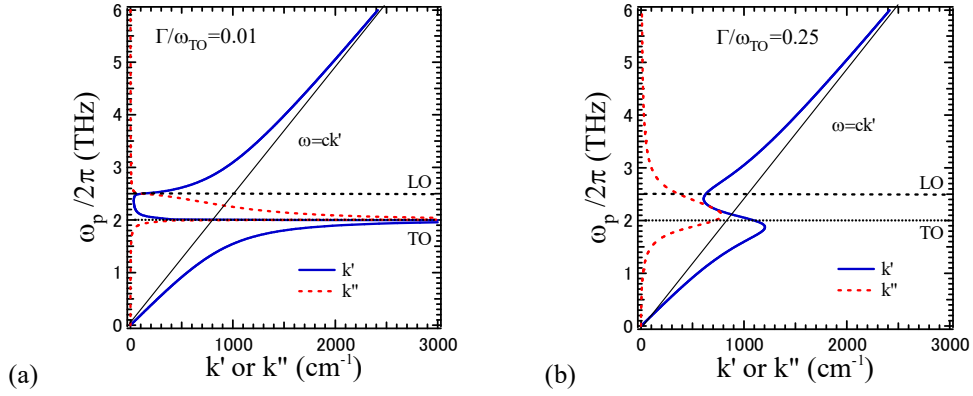 6
5
4
3
2
1
0
ω_p/2π (THz)
Γ/ω_TO=0.01
ω=ck'
LO
TO
k'
k"
0 1000 2000 3000
k' or k" (cm⁻¹)
(a)
6
5
4
3
2
1
0
ω_p/2π (THz)
Γ/ω_TO=0.25
ω=ck'
LO
TO
k'
k"
0 1000 2000 3000
k' or k" (cm⁻¹)
(b)